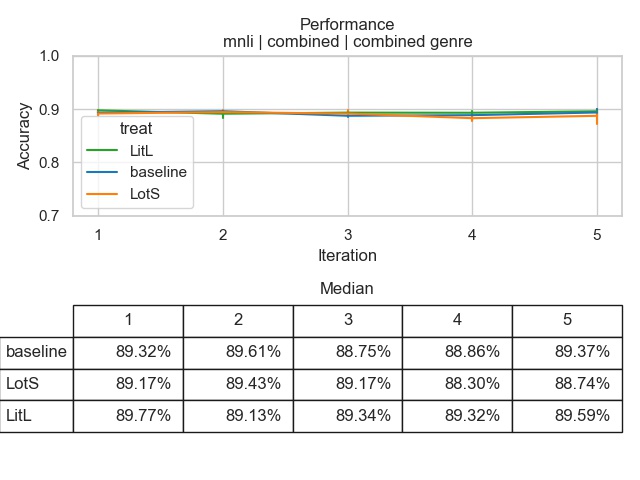 Performance
mnli | combined | combined genre
1.0
0.9
0.8
0.7
Accuracy
treat
LitL
baseline
LotS
1 2 3 4 5
Iteration
Median
1 2 3 4 5
baseline 89.32% 89.61% 88.75% 88.86% 89.37%
LotS 89.17% 89.43% 89.17% 88.30% 88.74%
LitL 89.77% 89.13% 89.34% 89.32% 89.59%